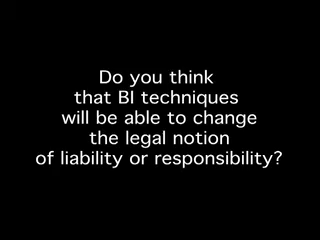 Do you think
that BI techniques
will be able to change
the legal notion
of liability or responsibility?